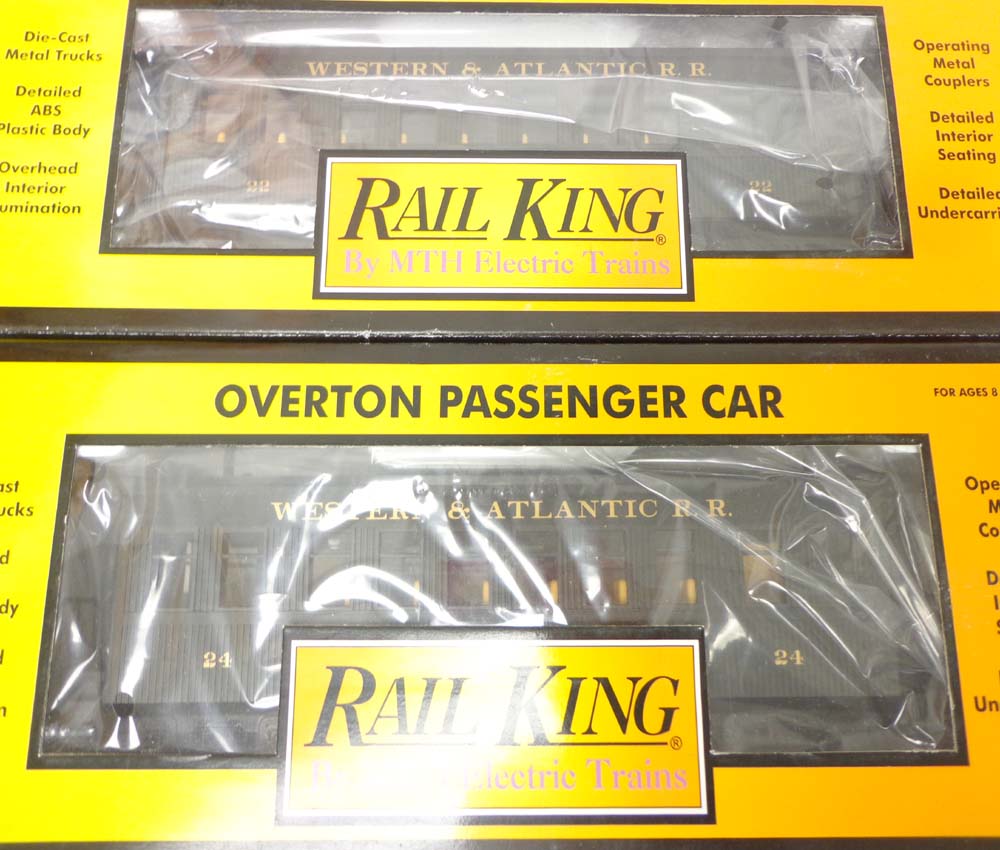 Die-Cast
Metal Trucks
Detailed
ABS
Plastic Body
Overhead
Interior
WESTERN & ATLANTIC R. R.
22
22
RAIL KING®
By MTH Electric Trains
Operating
Metal
Couplers
Detailed
Interior
Seating
OVERTON PASSENGER CAR
FOR AGES 8
WESTERN & ATLANTIC R. R.
24
24
RAIL KING®
Electric Trains